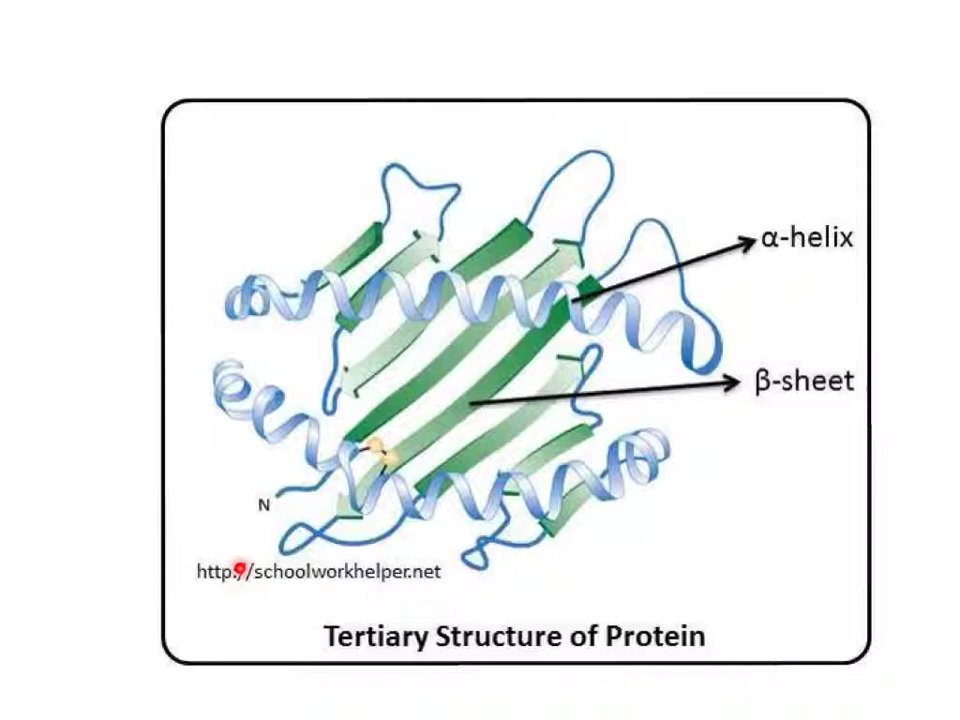 α-helix
β-sheet
N
http://schoolworkhelper.net
Tertiary Structure of Protein